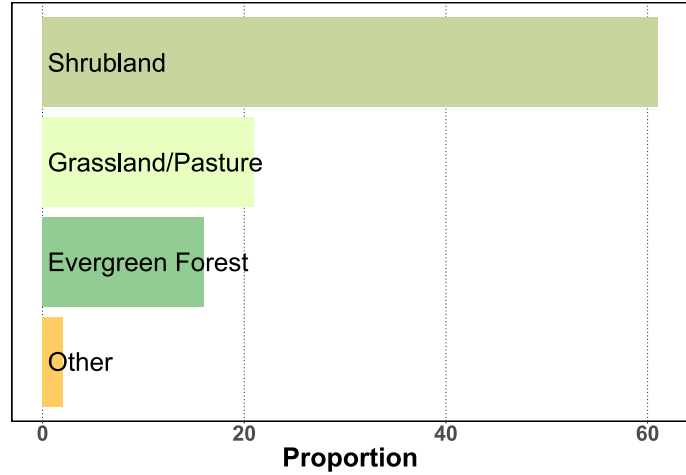 Shrubland
Grassland/Pasture
Evergreen Forest
Other
0 20 40 60
Proportion